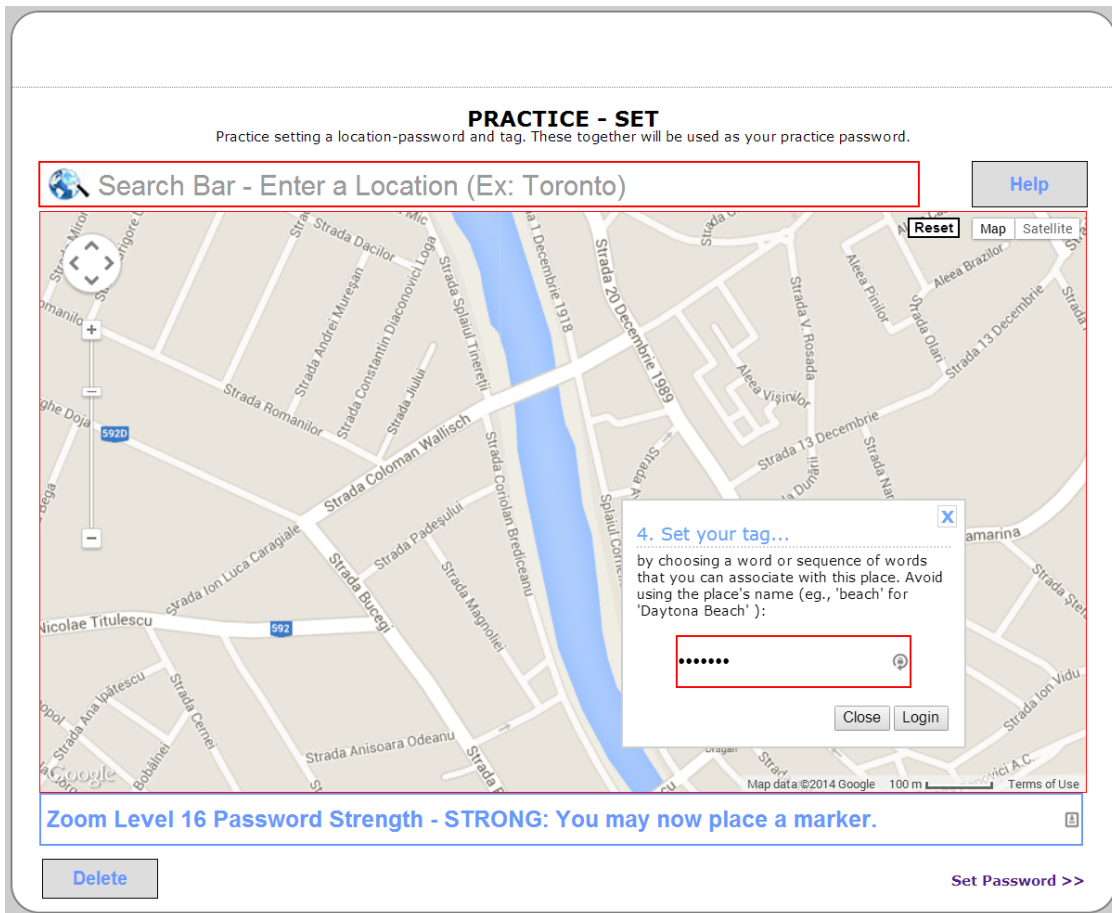 PRACTICE - SET
Practice setting a location-password and tag. These together will be used as your practice password.
Search Bar - Enter a Location (Ex: Toronto)
Help
Reset
Map
Satellite
Strada Dacilor
Strada Andrei Mureșan
Strada Constantin Diaconovici Loga
Strada Splaiul Tinereții
Strada Jiului
Strada Romanilor
Strada Coloman Wallisch
1 Decembrie 1918
Strada 20 Decembrie 1989
Strada V. Rosada
Aleea Pinilor
Aleea Brazilor
Strada Olari
Strada 13 Decembrie
Aleea Vișinilor
Strada 13 Decembrie
592D
Strada Coriolan Brediceanu
Strada Padeșului
Strada Magnoliei
Strada Ion Luca Caragiale
Strada Bucegi
Nicolae Titulescu
592
Strada Cernei
Strada Anisoara Odeanu
Strada Ion Vidu
4. Set your tag...
X
by choosing a word or sequence of words
that you can associate with this place. Avoid
using the place's name (eg., 'beach' for
'Daytona Beach' ):
•••••••
Close
Login
Google
Map data ©2014 Google
100 m
Terms of Use
Zoom Level 16 Password Strength - STRONG: You may now place a marker.
Delete
Set Password >>